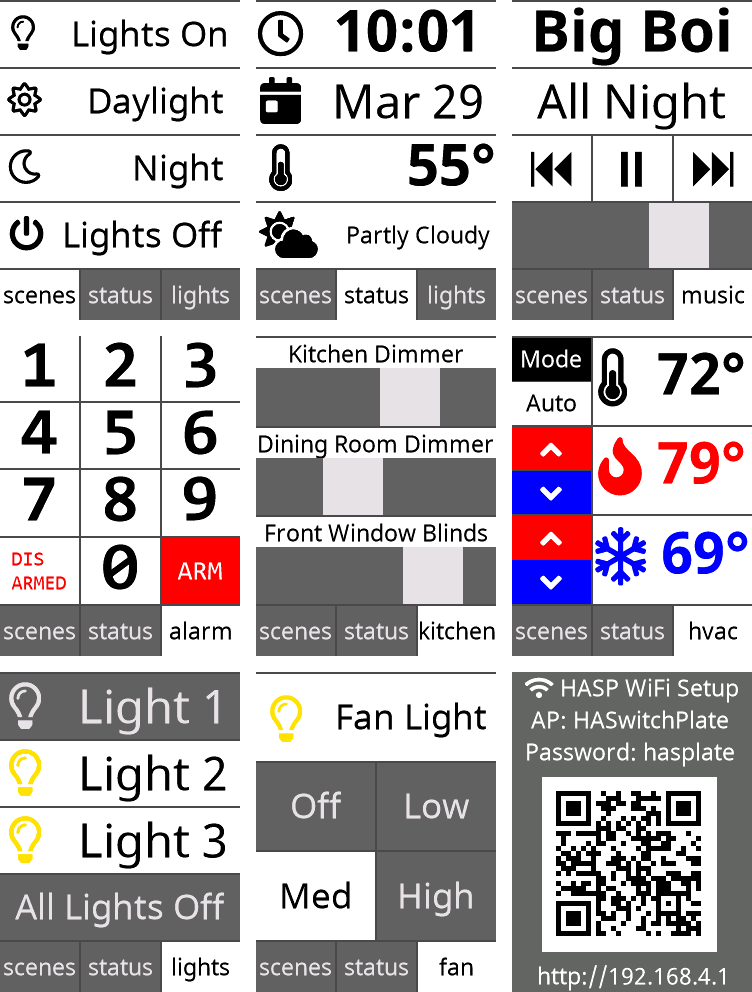 Lights On
Daylight
Night
Lights Off
scenes status lights
10:01
Mar 29
55°
Partly Cloudy
scenes status lights
Big Boi
All Night
scenes status music
1 2 3
4 5 6
7 8 9
DIS
ARMED
0
ARM
scenes status alarm
Kitchen Dimmer
Dining Room Dimmer
Front Window Blinds
scenes status kitchen
Mode
Auto
72°
79°
69°
scenes status hvac
Light 1
Light 2
Light 3
All Lights Off
scenes status lights
Fan Light
Off Low
Med High
scenes status fan
HASP WiFi Setup
AP: HASwitchPlate
Password: hasplate
http://192.168.4.1